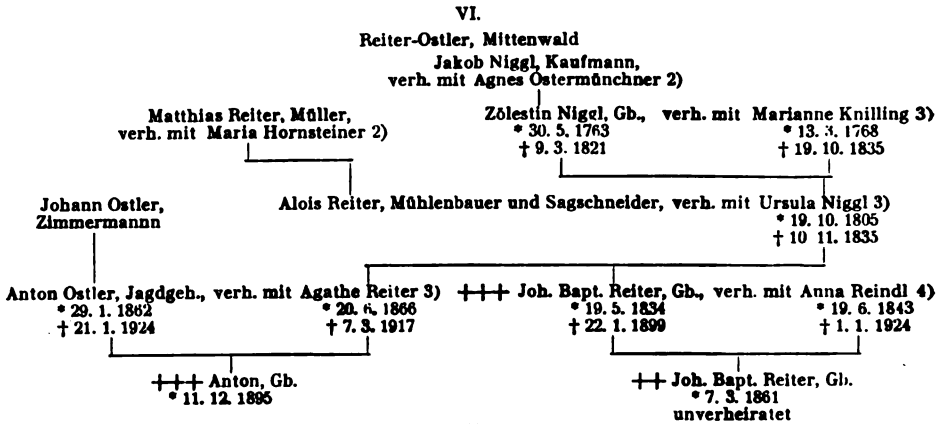 VI.
Reiter-Ostler, Mittenwald
Jakob Niggl, Kaufmann,
verh. mit Agnes Ostermünchner 2)
Matthias Reiter, Müller,
verh. mit Maria Hornsteiner 2)
Zölestin Niggl, Gb., verh. mit Marianne Knilling 3)
* 30. 5. 1763 * 13. 3. 1768
† 9. 3. 1821 † 19. 10. 1835
Johann Ostler,
Zimmermannn
Alois Reiter, Mühlenbauer und Sagschneider, verh. mit Ursula Niggl 3)
* 19. 10. 1805
† 10 11. 1835
Anton Ostler, Jagdgeh., verh. mit Agathe Reiter 3) +++ Joh. Bapt. Reiter, Gb., verh. mit Anna Reindl 4)
* 29. 1. 1862 * 20. 6. 1866 * 19. 5. 1834 * 19. 6. 1843
† 21. 1. 1924 † 7. 3. 1917 † 22. 1. 1899 † 1. 1. 1924
+++ Anton, Gb. ++ Joh. Bapt. Reiter, Gb.
* 11. 12. 1895 * 7. 3. 1861
unverheiratet